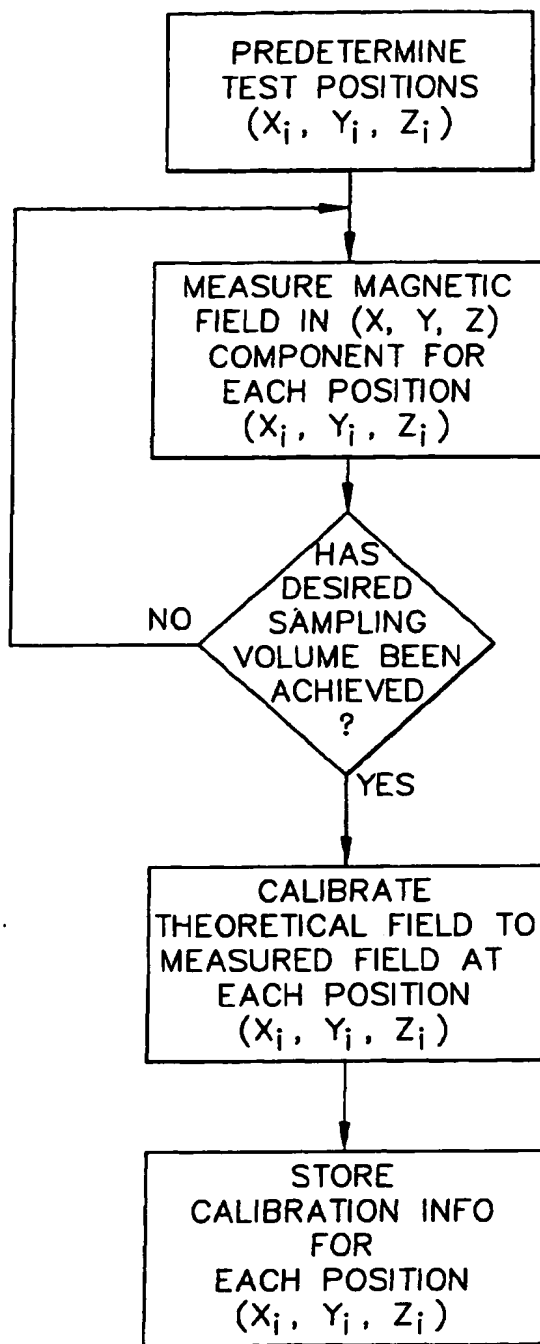 PREDETERMINE
TEST POSITIONS
(Xi, Yi, Zi)
MEASURE MAGNETIC
FIELD IN (X, Y, Z)
COMPONENT FOR
EACH POSITION
(Xi, Yi, Zi)
HAS
DESIRED
SAMPLING
VOLUME BEEN
ACHIEVED
?
NO
YES
CALIBRATE
THEORETICAL FIELD TO
MEASURED FIELD AT
EACH POSITION
(Xi, Yi, Zi)
STORE
CALIBRATION INFO
FOR
EACH POSITION
(Xi, Yi, Zi)